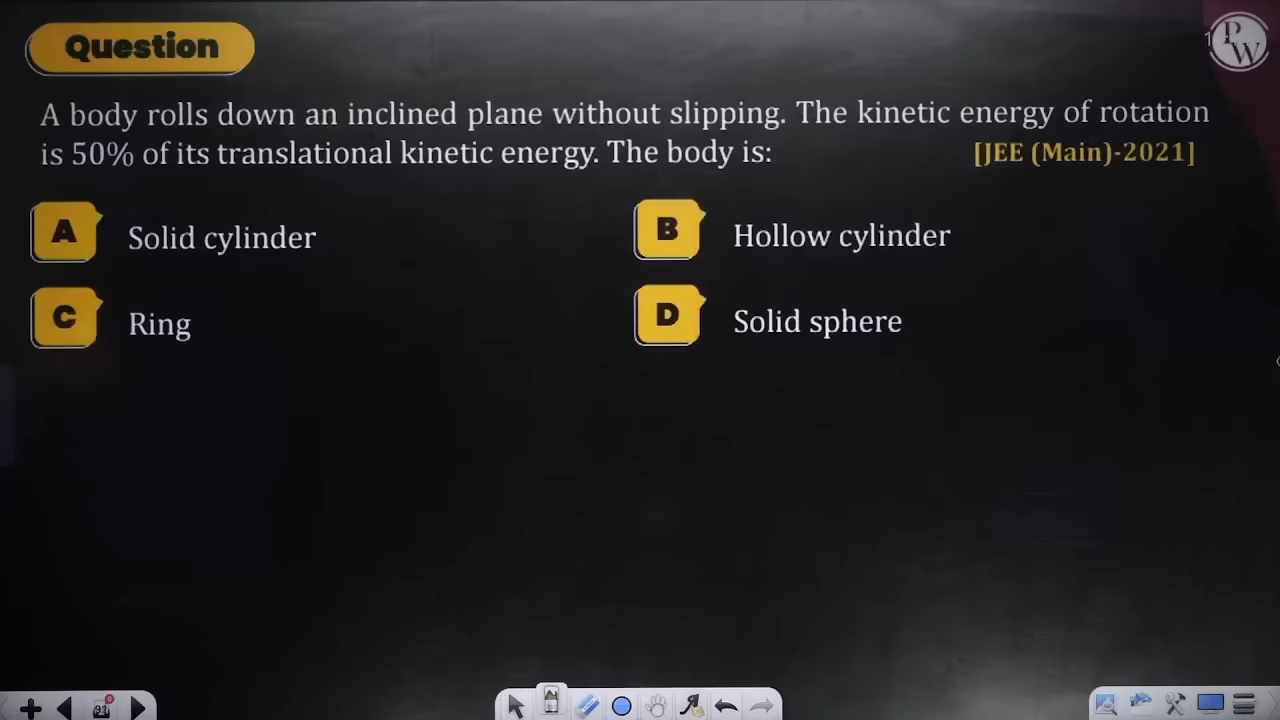 Question
PW
A body rolls down an inclined plane without slipping. The kinetic energy of rotation
is 50% of its translational kinetic energy. The body is: [JEE (Main)-2021]
A Solid cylinder
B Hollow cylinder
C Ring
D Solid sphere